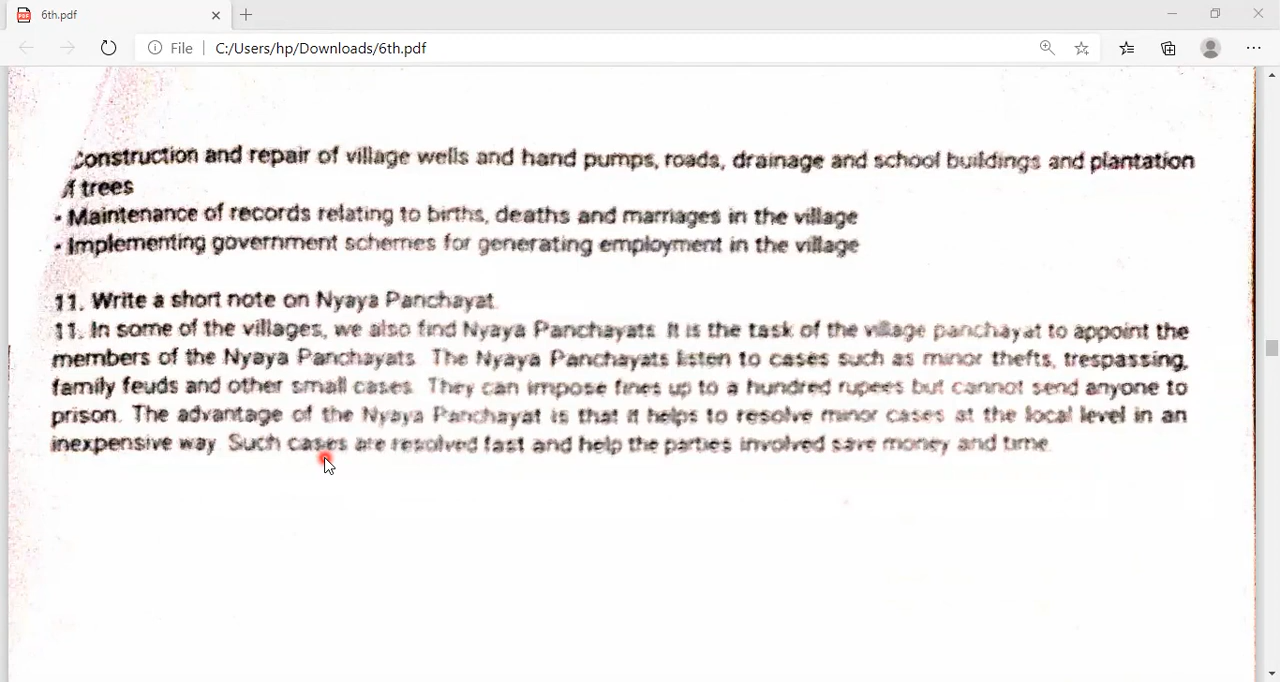 6th.pdf
File C:/Users/hp/Downloads/6th.pdf
Construction and repair of village wells and hand pumps, roads, drainage and school buildings and plantation
of trees
• Maintenance of records relating to births, deaths and marriages in the village
• Implementing government schemes for generating employment in the village
11. Write a short note on Nyaya Panchayat.
11. In some of the villages, we also find Nyaya Panchayats. It is the task of the village panchayat to appoint the
members of the Nyaya Panchayats. The Nyaya Panchayats listen to cases such as minor thefts, trespassing,
family feuds and other small cases. They can impose fines up to a hundred rupees but cannot send anyone to
prison. The advantage of the Nyaya Panchayat is that it helps to resolve minor cases at the local level in an
inexpensive way. Such cases are resolved fast and help the parties involved save money and time.